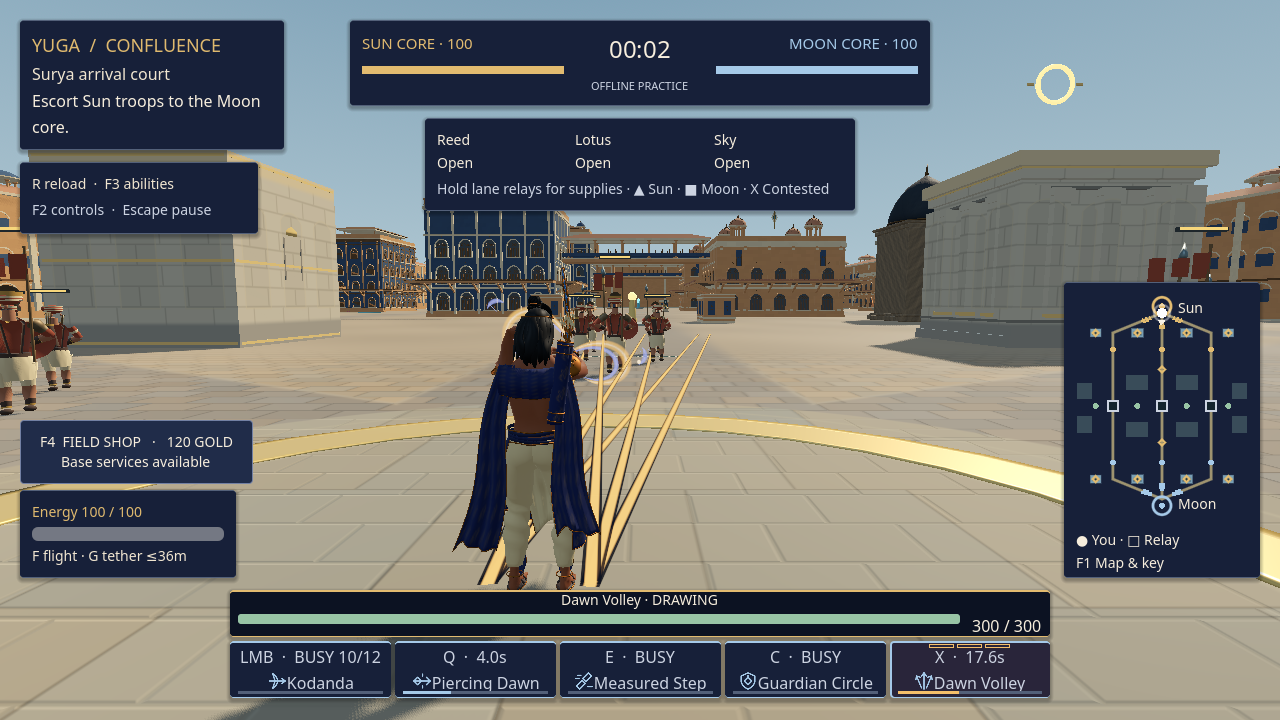 YUGA / CONFLUENCE
Surya arrival court
Escort Sun troops to the Moon
core.
R reload · F3 abilities
F2 controls · Escape pause
SUN CORE · 100
00:02
MOON CORE · 100
OFFLINE PRACTICE
Reed Lotus Sky
Open Open Open
Hold lane relays for supplies · ▲ Sun · ■ Moon · X Contested
Sun
Moon
● You · □ Relay
F1 Map & key
F4 FIELD SHOP · 120 GOLD
Base services available
Energy 100 / 100
F flight · G tether ≤36m
Dawn Volley · DRAWING
300 / 300
LMB · BUSY 10/12
Kodanda
Q · 4.0s
Piercing Dawn
E · BUSY
Measured Step
C · BUSY
Guardian Circle
X · 17.6s
Dawn Volley